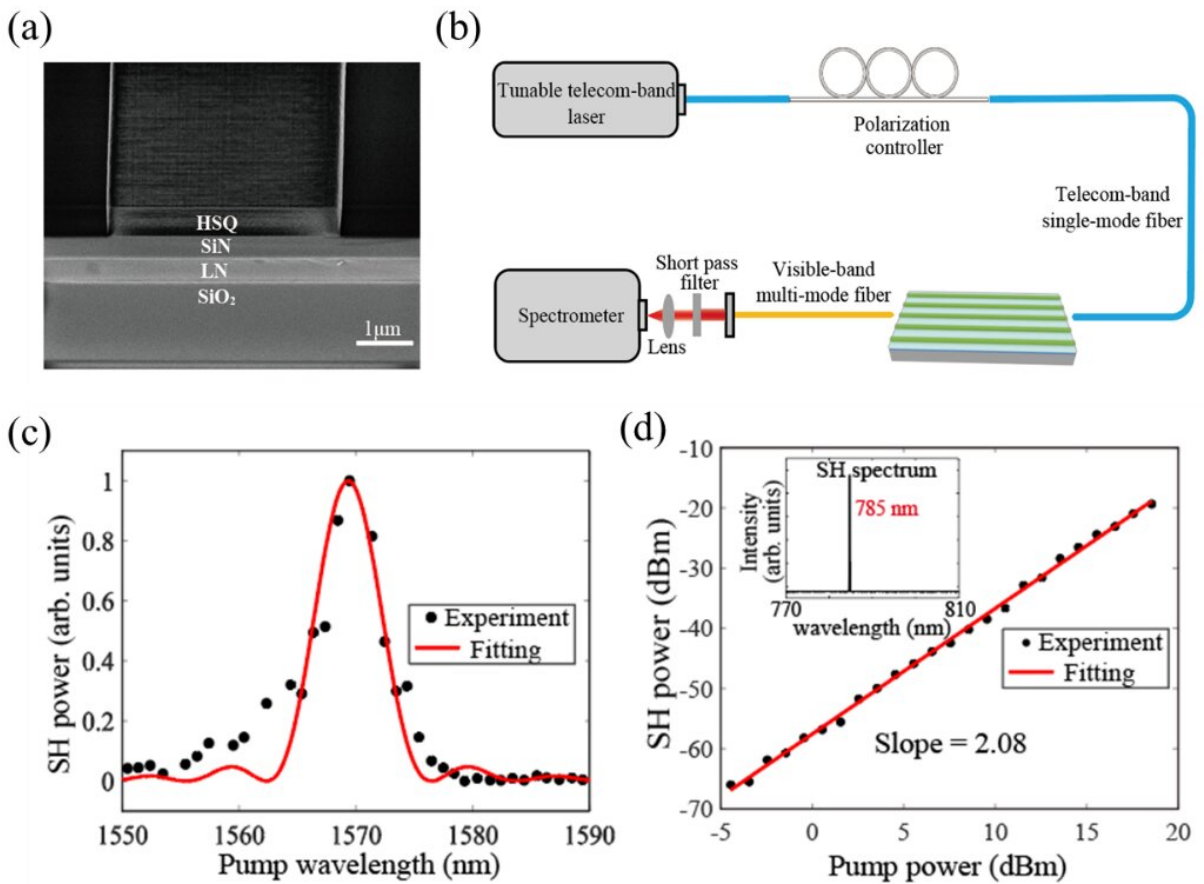 (a)
HSQ
SiN
LN
SiO₂
1μm
(b)
Tunable telecom-band
laser
Polarization
controller
Telecom-band
single-mode fiber
Short pass
filter
Visible-band
multi-mode fiber
Spectrometer
Lens
(c)
SH power (arb. units)
1
0.8
0.6
0.4
0.2
0
Experiment
Fitting
1550
1560
1570
1580
1590
Pump wavelength (nm)
(d)
SH power (dBm)
-10
-20
-30
-40
-50
-60
-70
SH spectrum
785 nm
Intensity
(arb. units)
770
810
wavelength (nm)
Experiment
Fitting
Slope = 2.08
-5
0
5
10
15
20
Pump power (dBm)